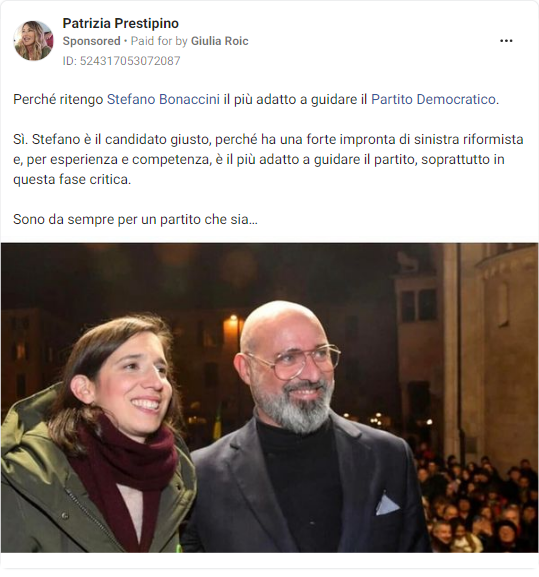 Patrizia Prestipino
Sponsored • Paid for by Giulia Roic
ID: 524317053072087
Perché ritengo Stefano Bonaccini il più adatto a guidare il Partito Democratico.
Sì. Stefano è il candidato giusto, perché ha una forte impronta di sinistra riformista
e, per esperienza e competenza, è il più adatto a guidare il partito, soprattutto in
questa fase critica.
Sono da sempre per un partito che sia...